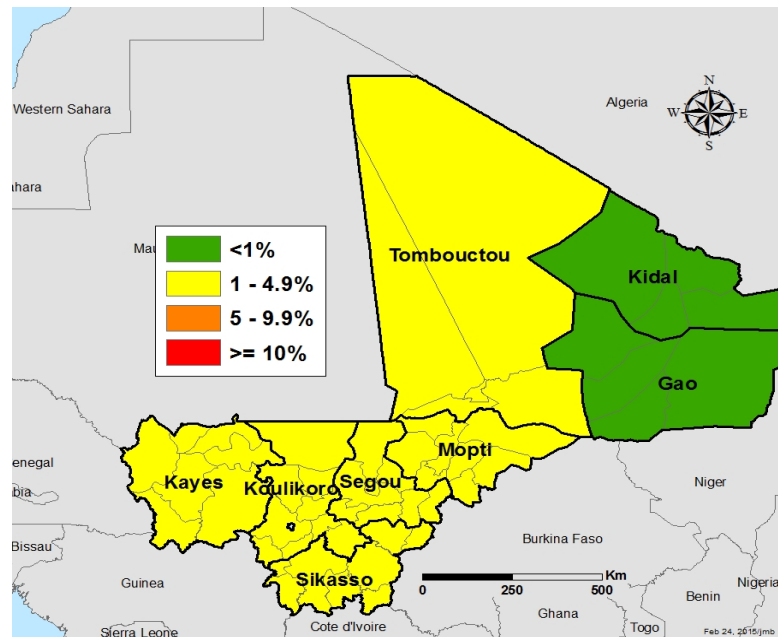 N
W E
S
Western Sahara
Algeria
ahara
Mau
<1%
1 - 4.9%
5 - 9.9%
>= 10%
Tombouctou
Kidal
Gao
Mopti
Kayes
Koulikoro
Segou
Sikasso
enegal
bia
Bissau
Guinea
Sierra Leone
Cote d'Ivoire
Burkina Faso
Ghana
Togo
Benin
Niger
Nigeria
Km
0 250 500
Feb 24, 2015/jmb